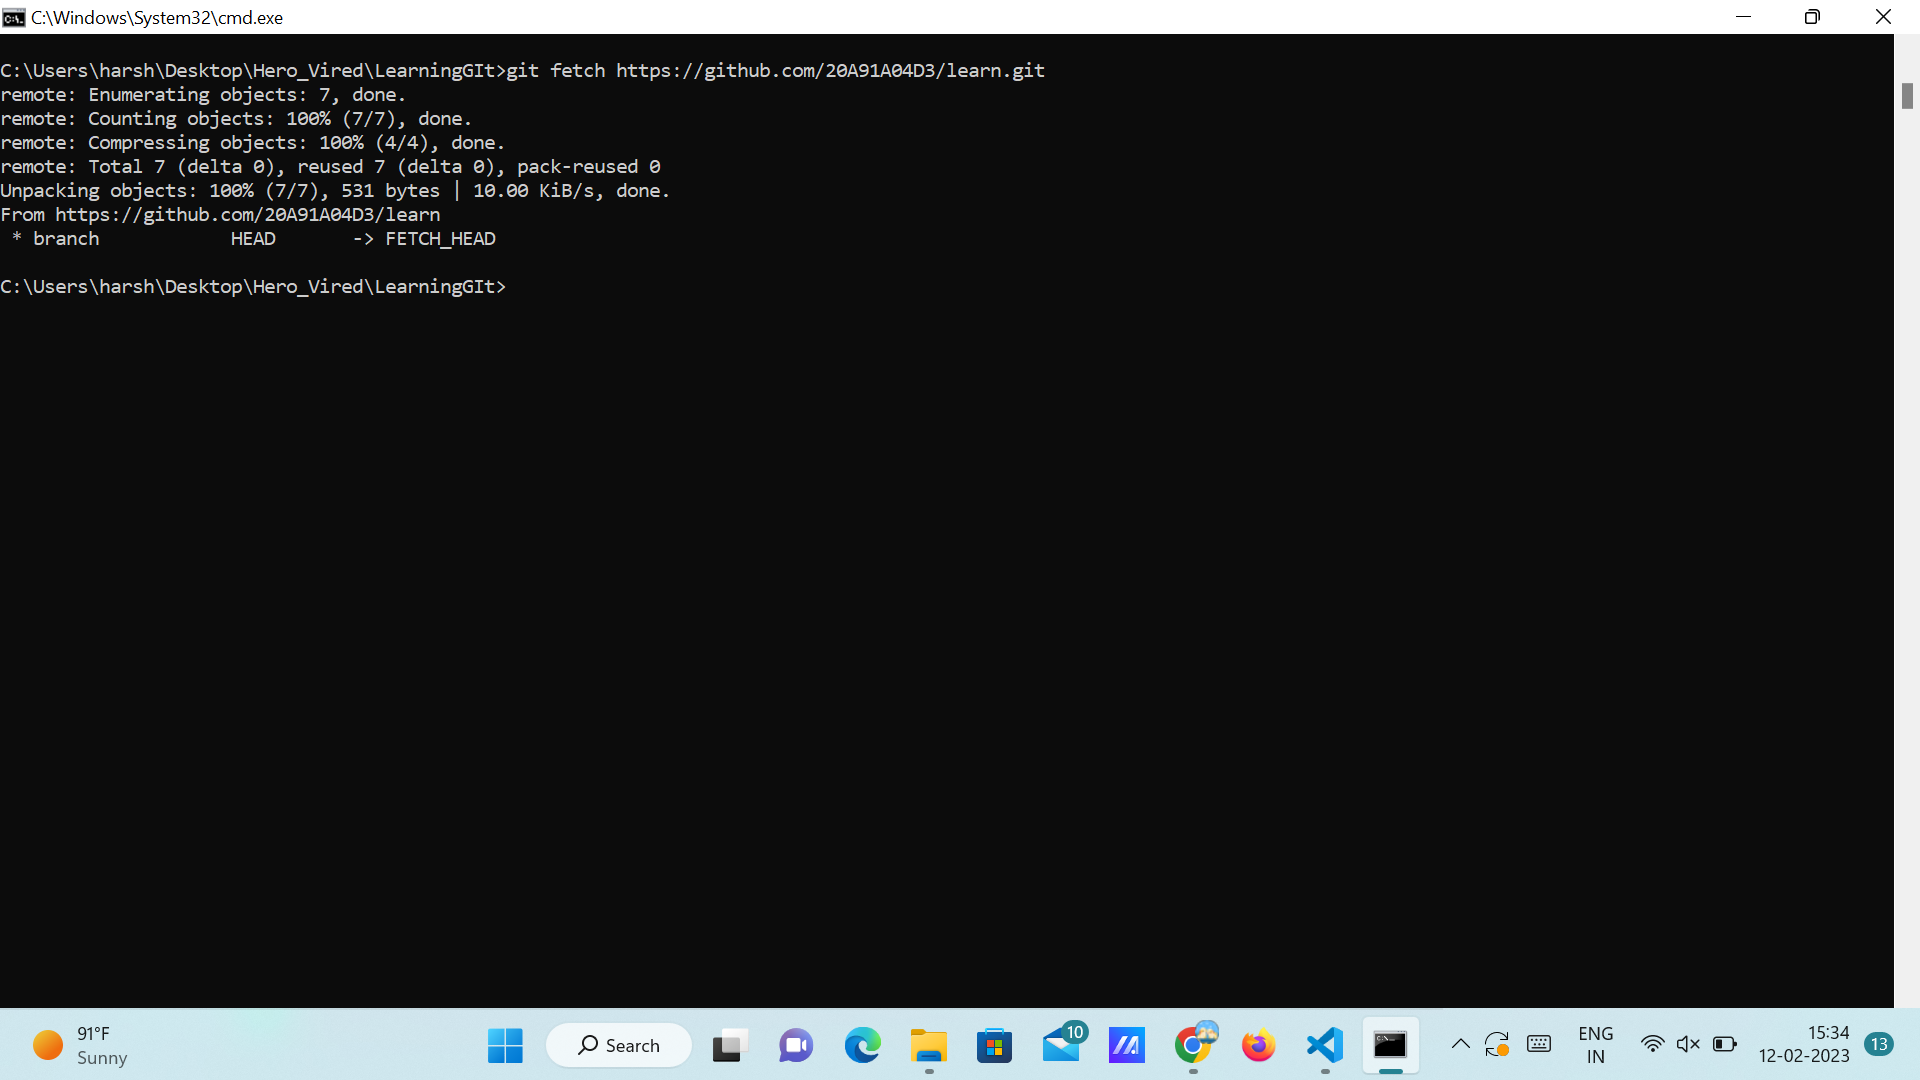 C:\Windows\System32\cmd.exe
C:\Users\harsh\Desktop\Hero_Vired\LearningGIt>git fetch https://github.com/20A91A04D3/learn.git
remote: Enumerating objects: 7, done.
remote: Counting objects: 100% (7/7), done.
remote: Compressing objects: 100% (4/4), done.
remote: Total 7 (delta 0), reused 7 (delta 0), pack-reused 0
Unpacking objects: 100% (7/7), 531 bytes | 10.00 KiB/s, done.
From https://github.com/20A91A04D3/learn
 * branch            HEAD       -> FETCH_HEAD
C:\Users\harsh\Desktop\Hero_Vired\LearningGIt>
91°F
Sunny
Search
10
ENG
IN
15:34
12-02-2023
13